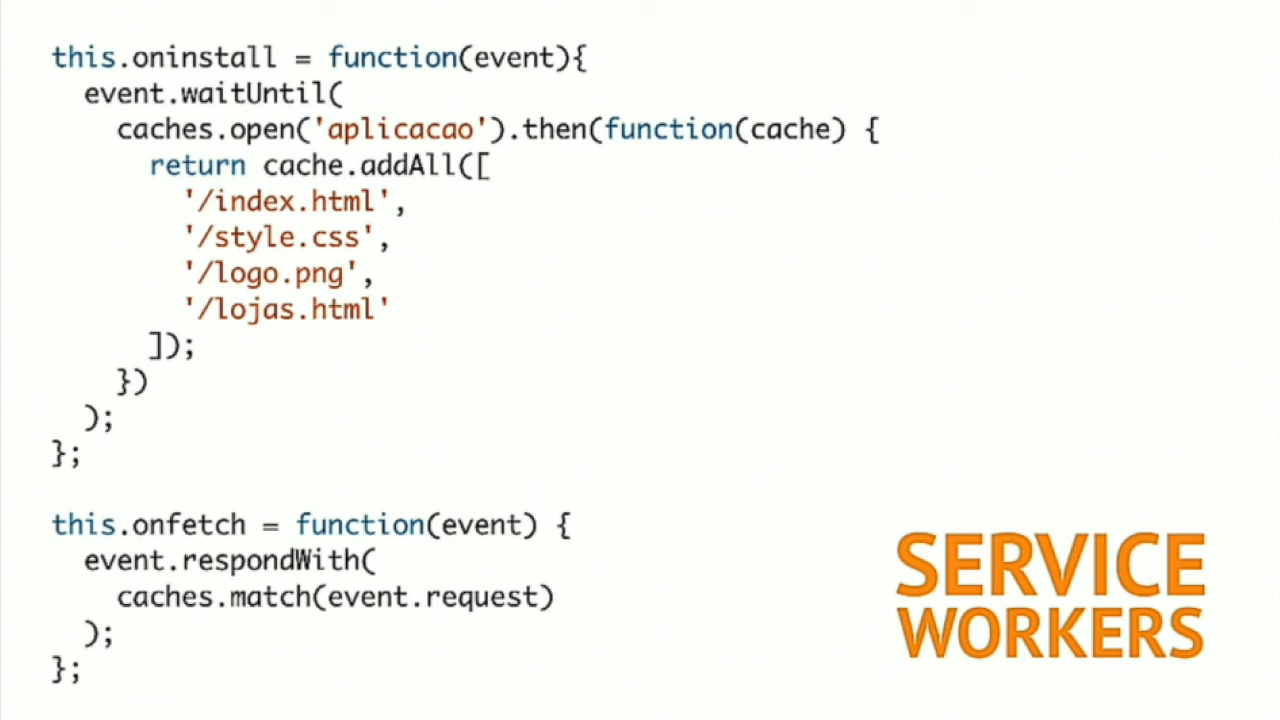 this.oninstall = function(event){
  event.waitUntil(
    caches.open('aplicacao').then(function(cache) {
      return cache.addAll([
        '/index.html',
        '/style.css',
        '/logo.png',
        '/lojas.html'
      ]);
    })
  );
};

this.onfetch = function(event) {
  event.respondWith(
    caches.match(event.request)
  );
};
SERVICE
WORKERS